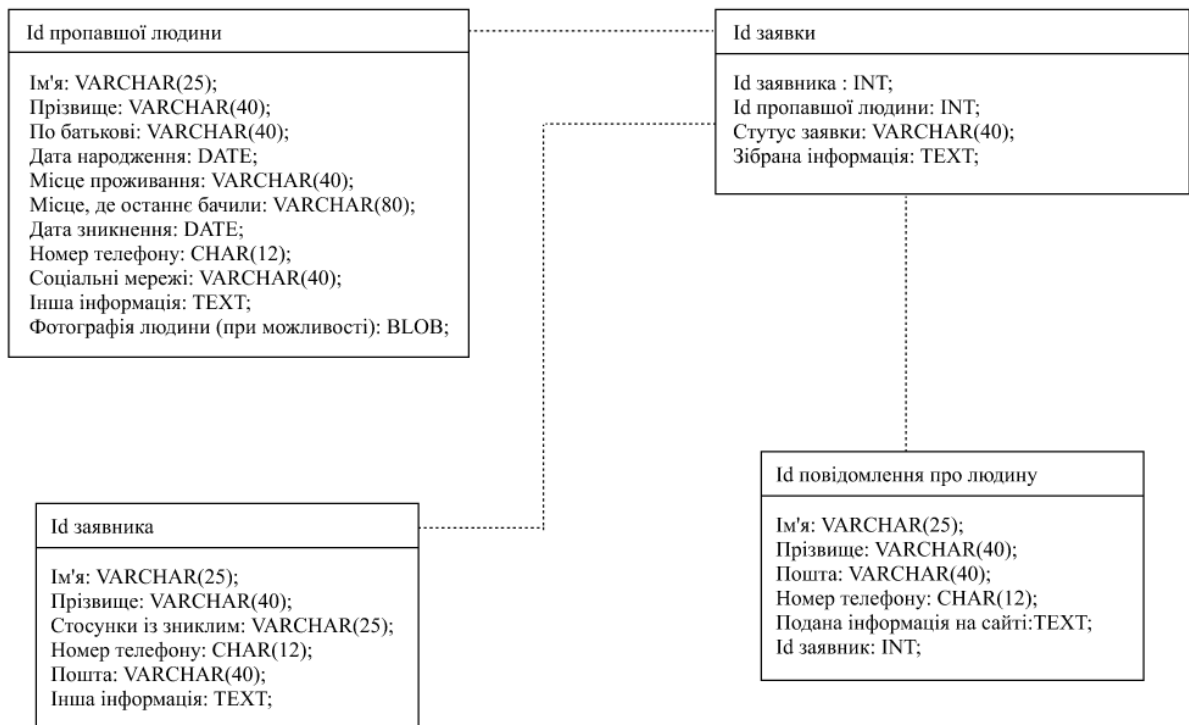 Id пропавшої людини
Ім'я: VARCHAR(25);
Прізвище: VARCHAR(40);
По батькові: VARCHAR(40);
Дата народження: DATE;
Місце проживання: VARCHAR(40);
Місце, де останнє бачили: VARCHAR(80);
Дата зникнення: DATE;
Номер телефону: CHAR(12);
Соціальні мережі: VARCHAR(40);
Інша інформація: TEXT;
Фотографія людини (при можливості): BLOB;
Id заявки
Id заявника : INT;
Id пропавшої людини: INT;
Стутус заявки: VARCHAR(40);
Зібрана інформація: TEXT;
Id заявника
Ім'я: VARCHAR(25);
Прізвище: VARCHAR(40);
Стосунки із зниклим: VARCHAR(25);
Номер телефону: CHAR(12);
Пошта: VARCHAR(40);
Інша інформація: TEXT;
Id повідомлення про людину
Ім'я: VARCHAR(25);
Прізвище: VARCHAR(40);
Пошта: VARCHAR(40);
Номер телефону: CHAR(12);
Подана інформація на сайті:TEXT;
Id заявник: INT;